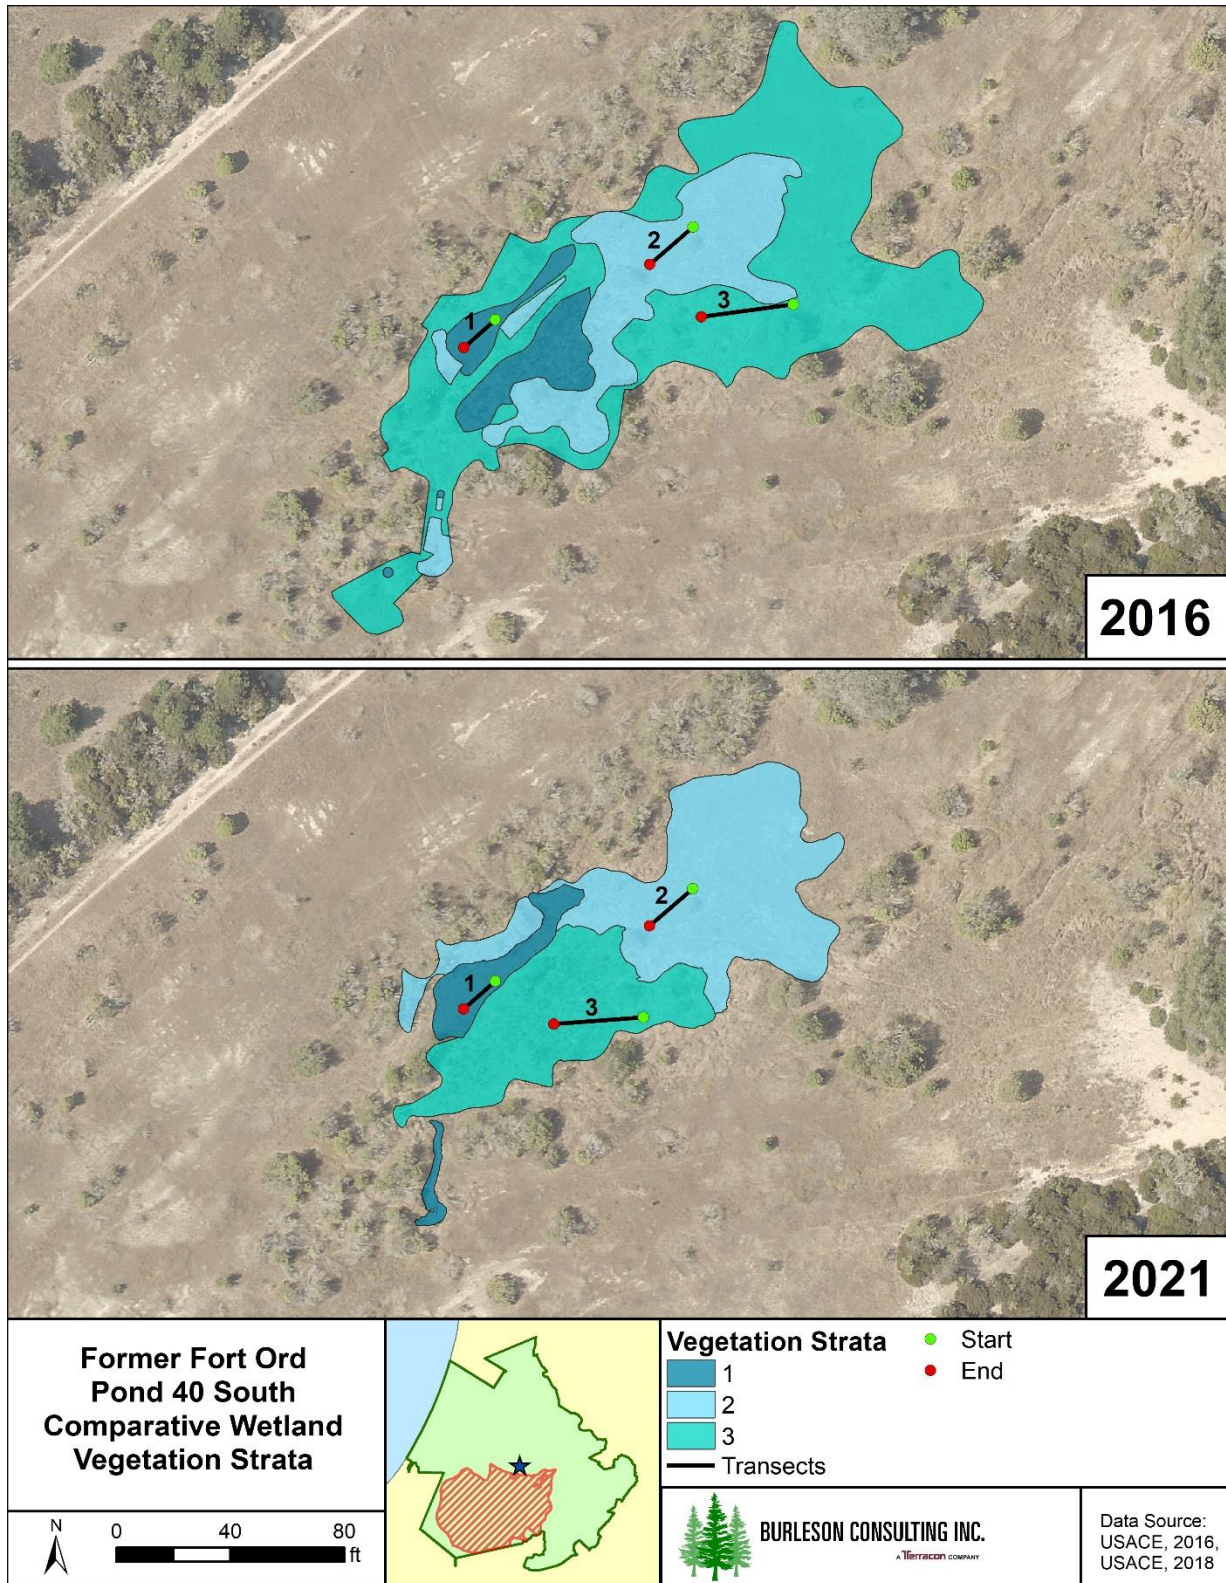 2
3
1
2016
2
1
3
2021
Former Fort Ord
Pond 40 South
Comparative Wetland
Vegetation Strata
N
0 40 80
ft
Vegetation Strata
1
2
3
Transects
Start
End
BURLESON CONSULTING INC.
A Terracon COMPANY
Data Source:
USACE, 2016,
USACE, 2018